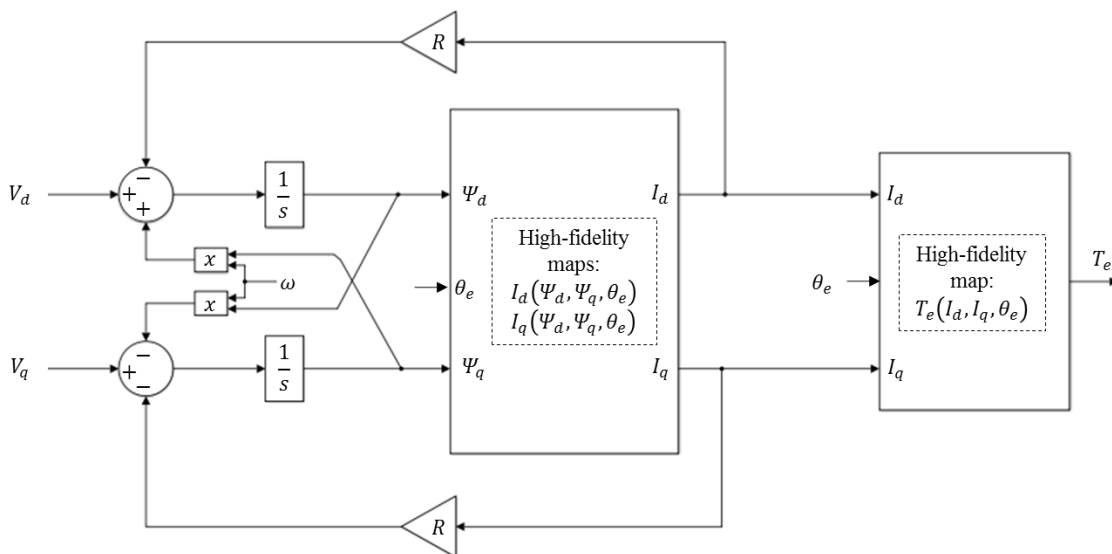 R
V_d
+
−
+
1
s
Ψ_d
I_d
I_d
x
ω
x
High-fidelity
maps:
I_d(Ψ_d, Ψ_q, θ_e)
I_q(Ψ_d, Ψ_q, θ_e)
θ_e
θ_e
High-fidelity
map:
T_e(I_d, I_q, θ_e)
T_e
V_q
+
−
−
1
s
Ψ_q
I_q
I_q
R